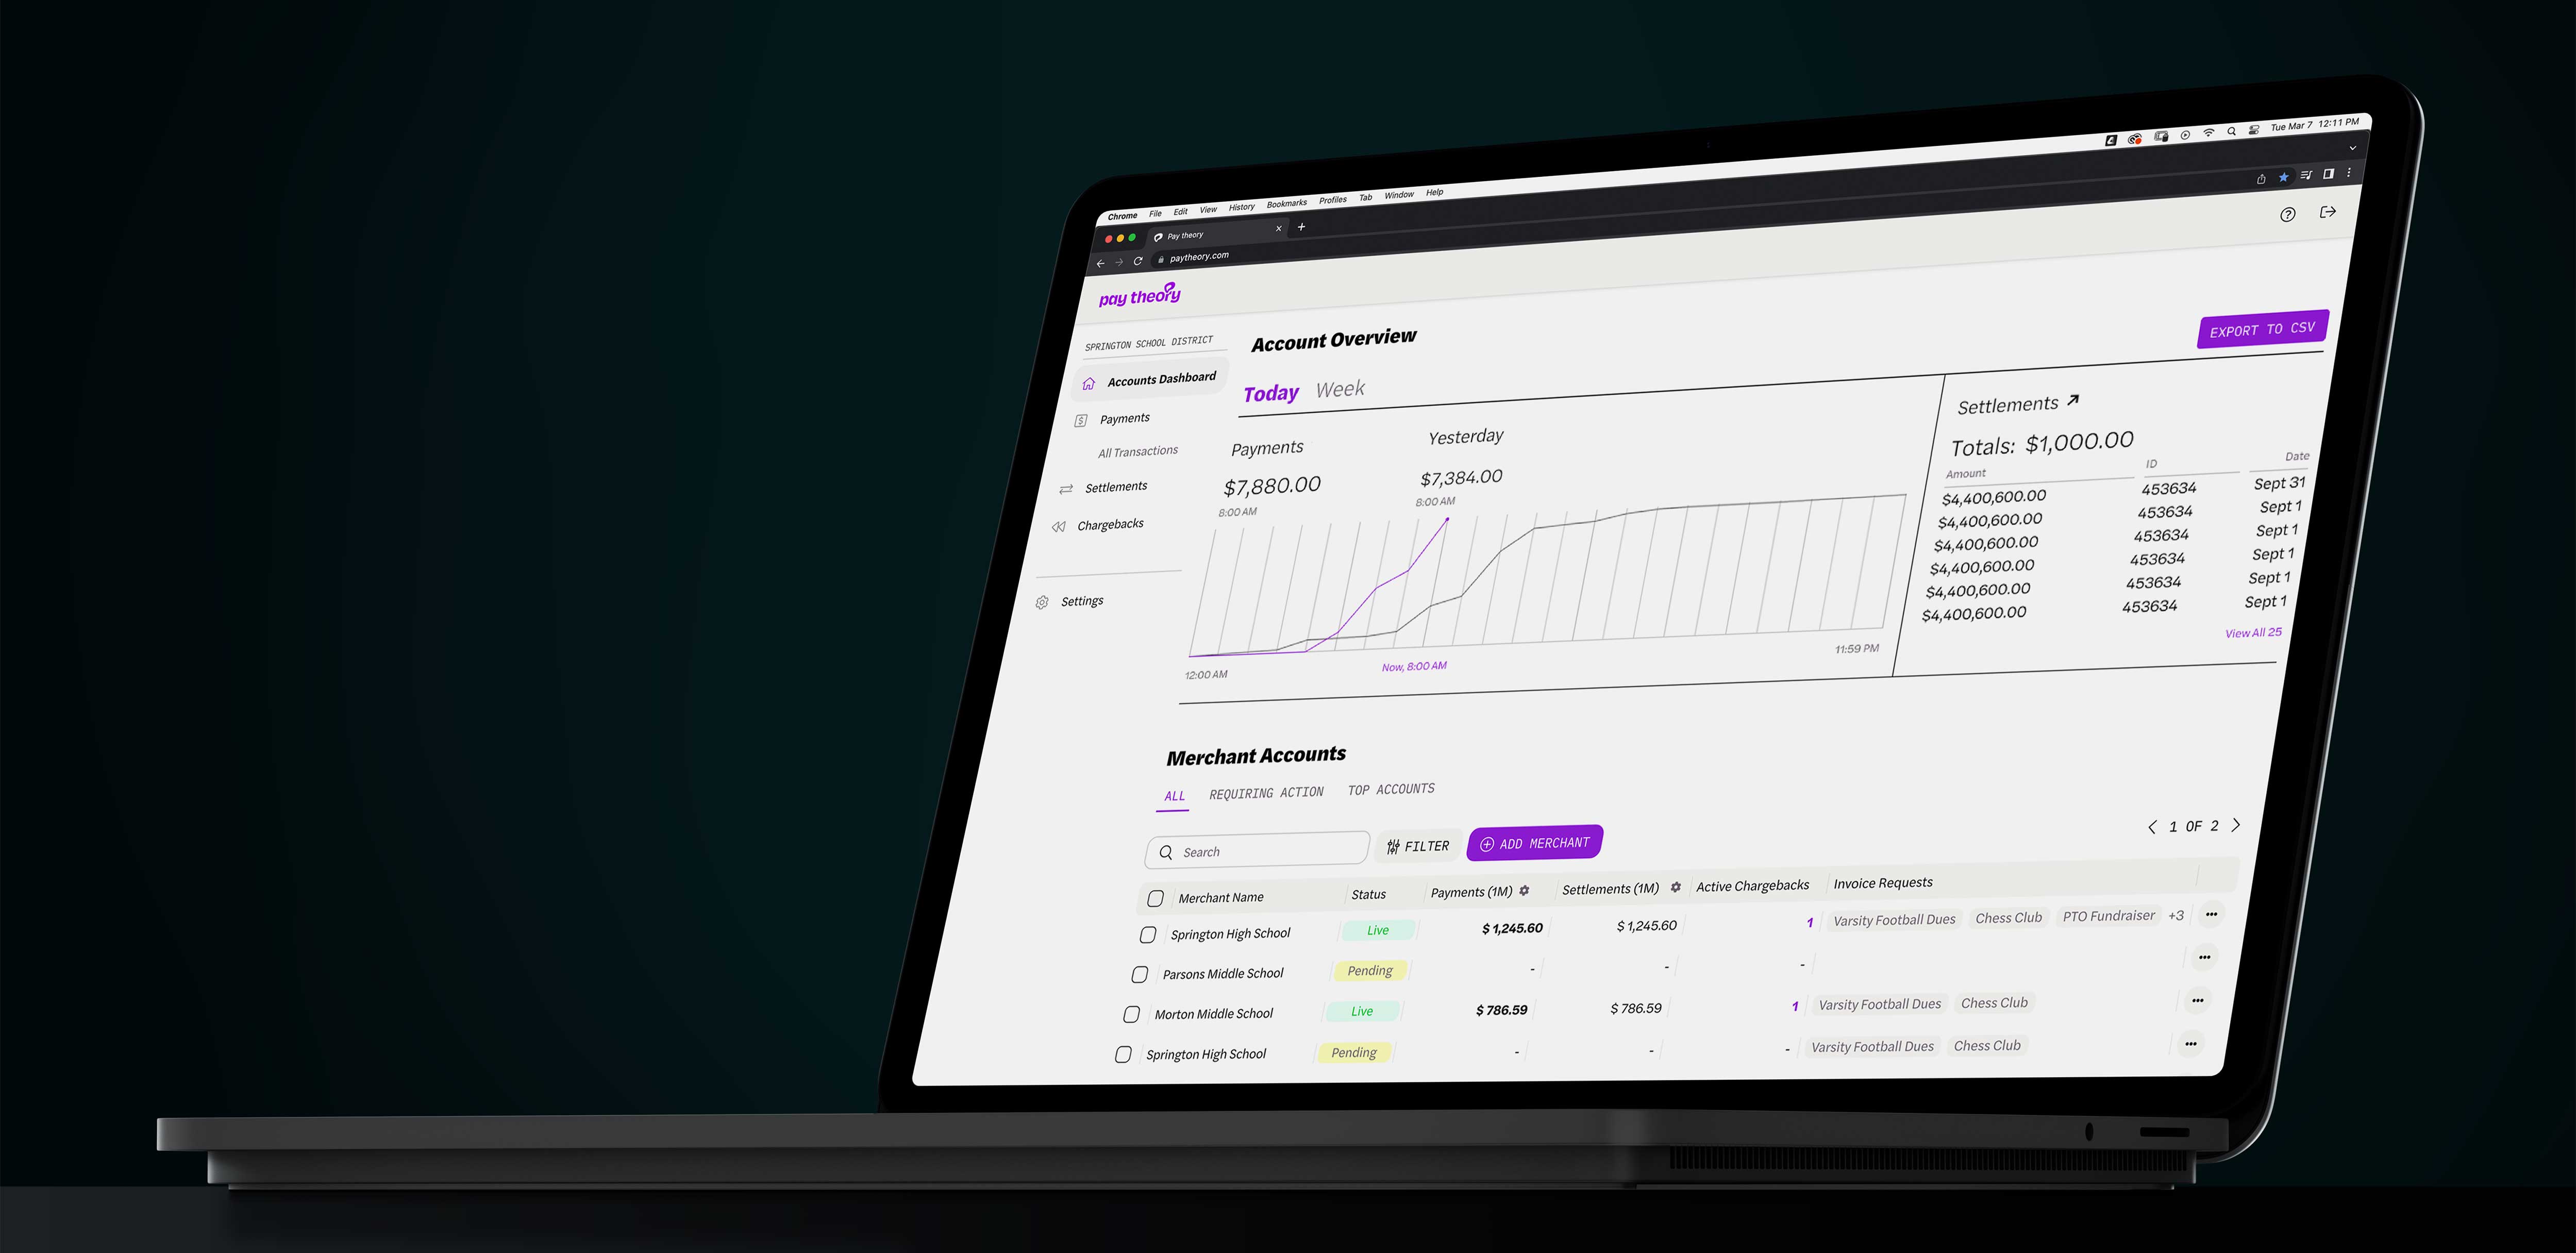 Chrome File Edit View History Bookmarks Profiles Tab Window Help
Tue Mar 7 12:11 PM
Pay theory
paytheory.com
pay theory
SPRINGTON SCHOOL DISTRICT
Accounts Dashboard
Payments
All Transactions
Settlements
Chargebacks
Settings
Account Overview
EXPORT TO CSV
Today Week
Payments Yesterday
$7,880.00 $7,384.00
8:00 AM 8:00 AM
12:00 AM Now, 8:00 AM 11:59 PM
Settlements
Totals: $1,000.00
Amount ID Date
$4,400,600.00 453634 Sept 31
$4,400,600.00 453634 Sept 1
$4,400,600.00 453634 Sept 1
$4,400,600.00 453634 Sept 1
$4,400,600.00 453634 Sept 1
$4,400,600.00 453634 Sept 1
View All 25
Merchant Accounts
ALL REQUIRING ACTION TOP ACCOUNTS
Search FILTER ADD MERCHANT 1 OF 2
Merchant Name Status Payments (1M) Settlements (1M) Active Chargebacks Invoice Requests
Springton High School Live $ 1,245.60 $ 1,245.60 1 Varsity Football Dues Chess Club PTO Fundraiser +3
Parsons Middle School Pending - - -
Morton Middle School Live $ 786.59 $ 786.59 1 Varsity Football Dues Chess Club
Springton High School Pending - - - Varsity Football Dues Chess Club